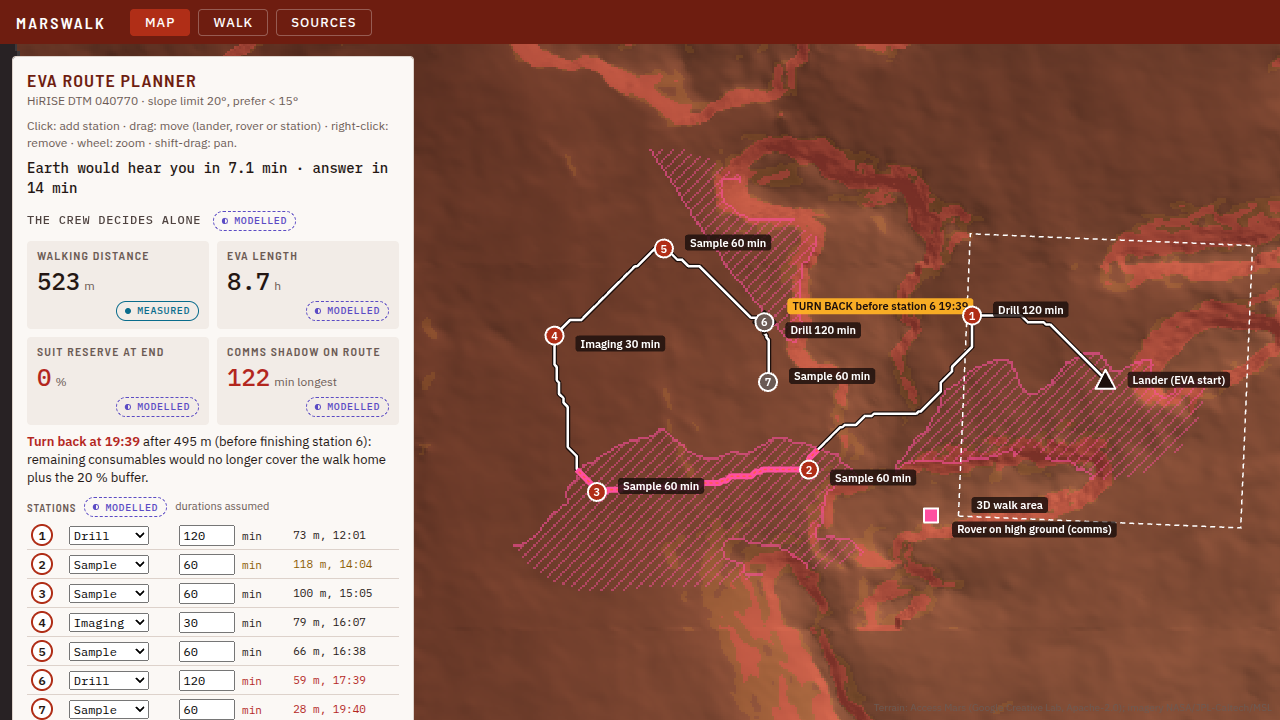 MARSWALK
MAP
WALK
SOURCES
EVA ROUTE PLANNER
HiRISE DTM 040770 · slope limit 20°, prefer < 15°
Click: add station · drag: move (lander, rover or station) · right-click:
remove · wheel: zoom · shift-drag: pan.
Earth would hear you in 7.1 min · answer in
14 min
THE CREW DECIDES ALONE
MODELLED
WALKING DISTANCE
523 m
MEASURED
EVA LENGTH
8.7 h
MODELLED
SUIT RESERVE AT END
0 %
MODELLED
COMMS SHADOW ON ROUTE
122 min longest
MODELLED
Turn back at 19:39 after 495 m (before finishing station 6):
remaining consumables would no longer cover the walk home
plus the 20 % buffer.
STATIONS MODELLED durations assumed
1 Drill 120 min 73 m, 12:01
2 Sample 60 min 118 m, 14:04
3 Sample 60 min 100 m, 15:05
4 Imaging 30 min 79 m, 16:07
5 Sample 60 min 66 m, 16:38
6 Drill 120 min 59 m, 17:39
7 Sample 60 min 28 m, 19:40
5 Sample 60 min
TURN BACK before station 6 19:39
1 Drill 120 min
6 Drill 120 min
4 Imaging 30 min
7 Sample 60 min
Lander (EVA start)
2 Sample 60 min
3 Sample 60 min
3D walk area
Rover on high ground (comms)